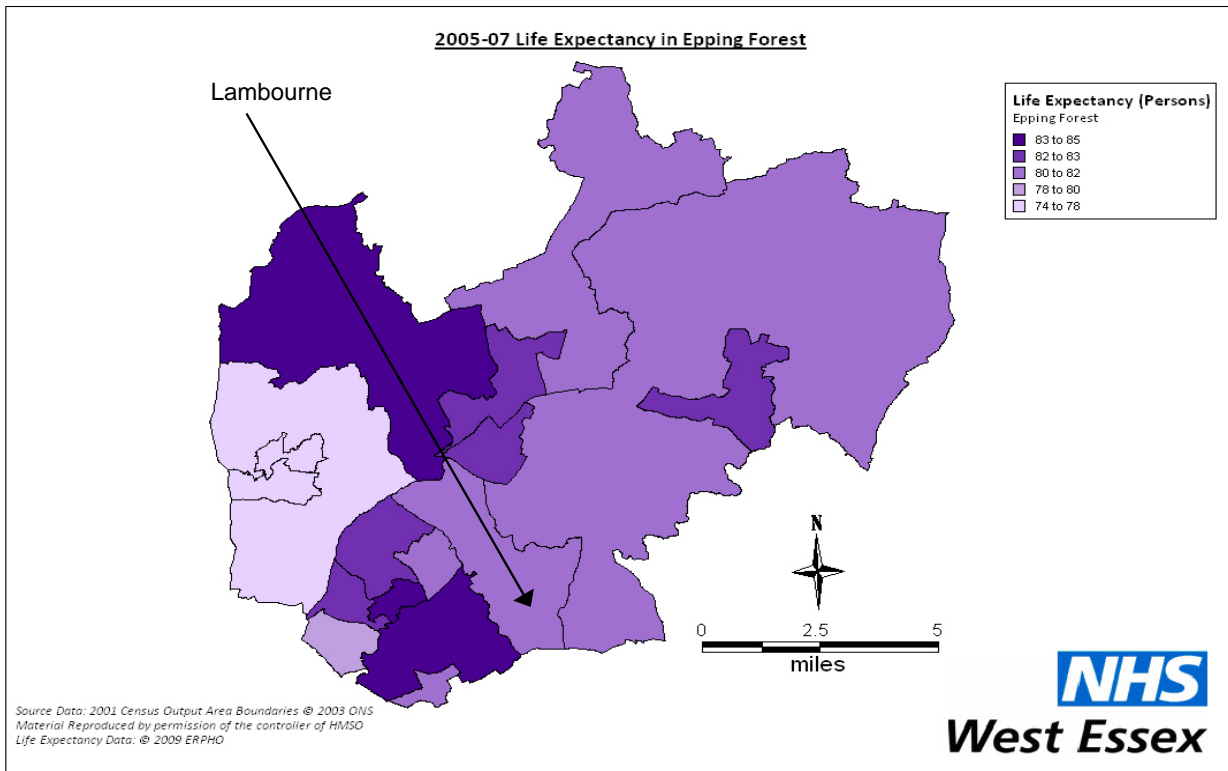 2005-07 Life Expectancy in Epping Forest
Lambourne
Life Expectancy (Persons)
Epping Forest
83 to 85
82 to 83
80 to 82
78 to 80
74 to 78
N
0 2.5 5
miles
NHS
West Essex
Source Data: 2001 Census Output Area Boundaries © 2003 ONS
Material Reproduced by permission of the controller of HMSO
Life Expectancy Data: © 2009 ERPHO